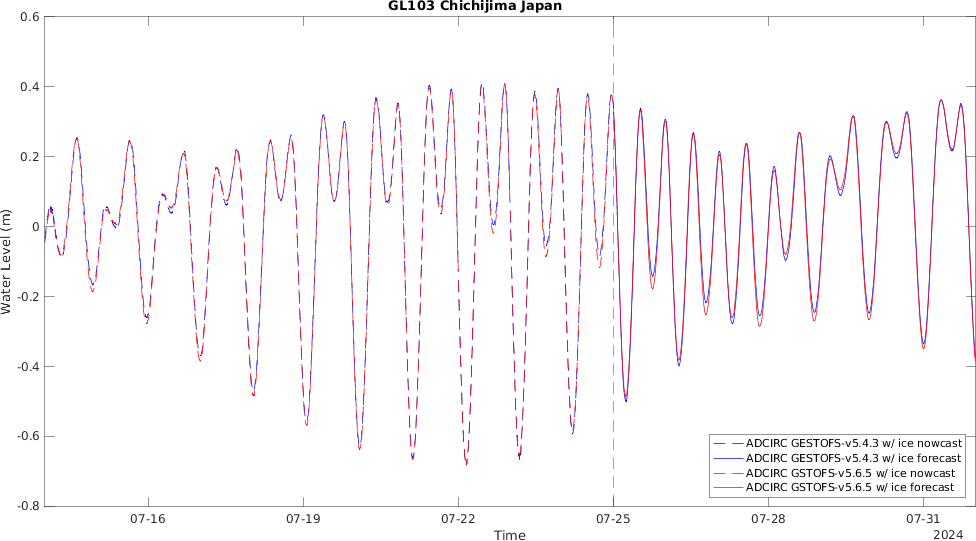 GL103 Chichijima Japan
0.6
0.4
0.2
0
-0.2
-0.4
-0.6
-0.8
Water Level (m)
ADCIRC GESTOFS-v5.4.3 w/ ice nowcast
ADCIRC GESTOFS-v5.4.3 w/ ice forecast
ADCIRC GSTOFS-v5.6.5 w/ ice nowcast
ADCIRC GSTOFS-v5.6.5 w/ ice forecast
07-16 07-19 07-22 07-25 07-28 07-31
Time 2024